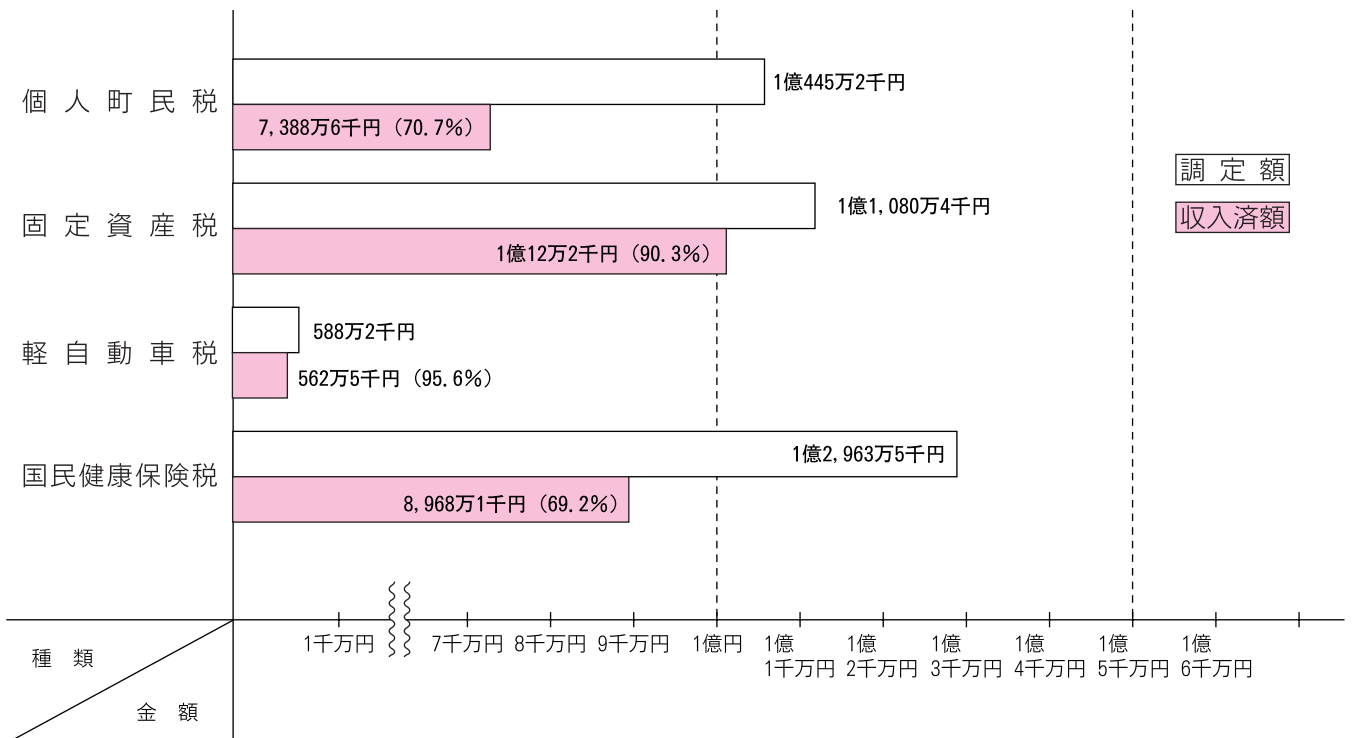 個人町民税
1億445万2千円
7,388万6千円（70.7%）
固定資産税
1億1,080万4千円
1億12万2千円（90.3%）
軽自動車税
588万2千円
562万5千円（95.6%）
国民健康保険税
1億2,963万5千円
8,968万1千円（69.2%）
調定額
収入済額
種類
金額
1千万円
7千万円
8千万円
9千万円
1億円
1億
1千万円
1億
2千万円
1億
3千万円
1億
4千万円
1億
5千万円
1億
6千万円